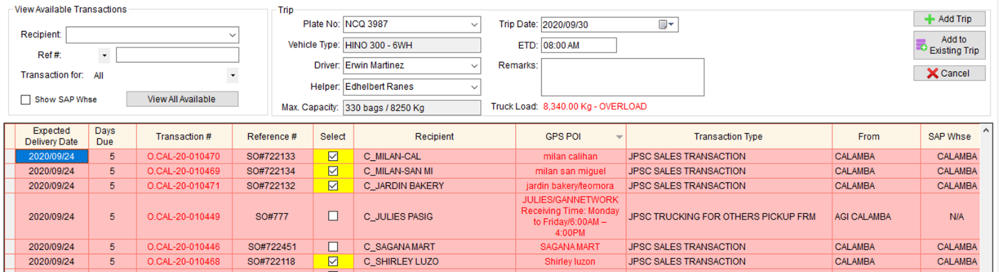 View Available Transactions
Recipient:
Ref #:
Transaction for: All
Show SAP Whse
View All Available
Trip
Plate No: NCQ 3987
Vehicle Type: HINO 300 - 6WH
Driver: Erwin Martinez
Helper: Edhelbert Ranes
Max. Capacity: 330 bags / 8250 Kg
Trip Date: 2020/09/30
ETD: 08:00 AM
Remarks:
Truck Load: 8,340.00 Kg - OVERLOAD
Add Trip
Add to
Existing Trip
Cancel
Expected Delivery Date Days Due Transaction # Reference # Select Recipient GPS POI Transaction Type From SAP Whse
2020/09/24 5 O.CAL-20-010470 SO#722133 C_MILAN-CAL milan calihan JPSC SALES TRANSACTION CALAMBA CALAMBA
2020/09/24 5 O.CAL-20-010469 SO#722134 C_MILAN-SAN MI milan san miguel JPSC SALES TRANSACTION CALAMBA CALAMBA
2020/09/24 5 O.CAL-20-010471 SO#722132 C_JARDIN BAKERY jardin bakery/teomora JPSC SALES TRANSACTION CALAMBA CALAMBA
2020/09/24 5 O.CAL-20-010449 SO#777 C_JULIES PASIG JULIES/GANNETWORK Receiving Time: Monday to Friday/6:00AM – 4:00PM JPSC TRUCKING FOR OTHERS PICKUP FRM AGI CALAMBA N/A
2020/09/24 5 O.CAL-20-010446 SO#722451 C_SAGANA MART SAGANA MART JPSC SALES TRANSACTION CALAMBA CALAMBA
2020/09/24 5 O.CAL-20-010468 SO#722118 C_SHIRLEY LUZO Shirley luzon JPSC SALES TRANSACTION CALAMBA CALAMBA